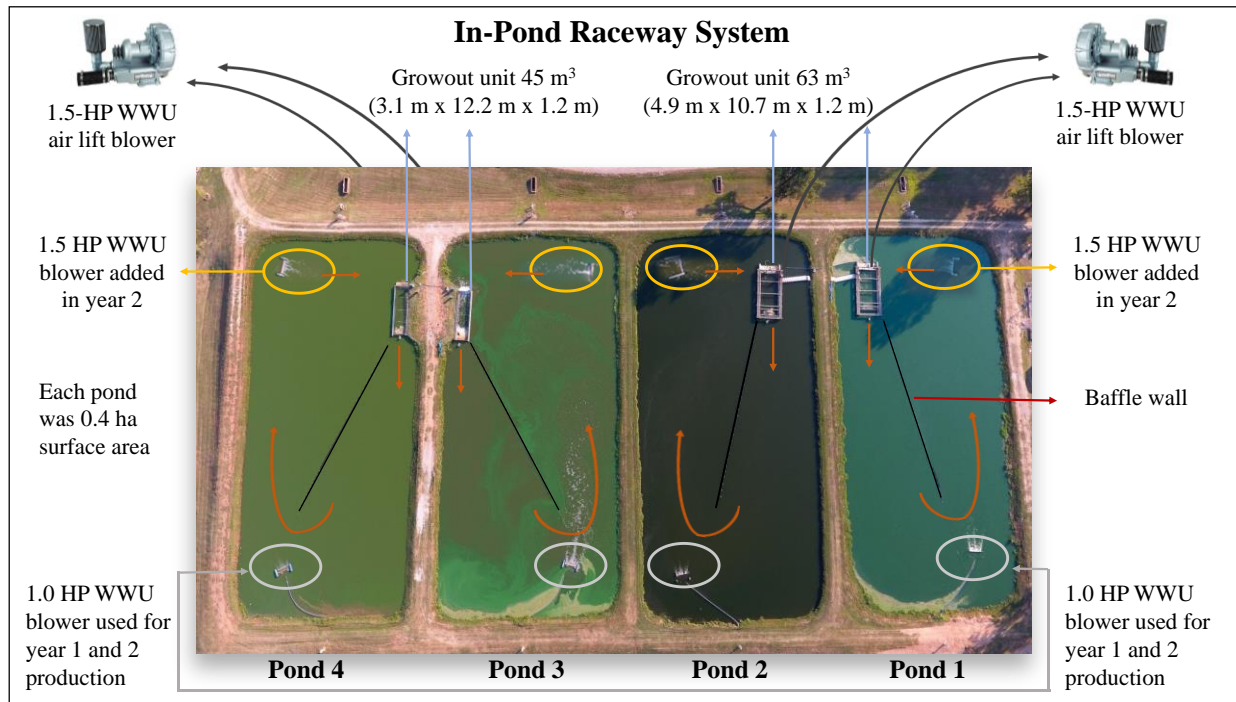 In-Pond Raceway System
1.5-HP WWU
air lift blower
Growout unit 45 m³
(3.1 m x 12.2 m x 1.2 m)
Growout unit 63 m³
(4.9 m x 10.7 m x 1.2 m)
1.5-HP WWU
air lift blower
1.5 HP WWU
blower added
in year 2
1.5 HP WWU
blower added
in year 2
Each pond
was 0.4 ha
surface area
Baffle wall
1.0 HP WWU
blower used for
year 1 and 2
production
1.0 HP WWU
blower used for
year 1 and 2
production
Pond 4
Pond 3
Pond 2
Pond 1